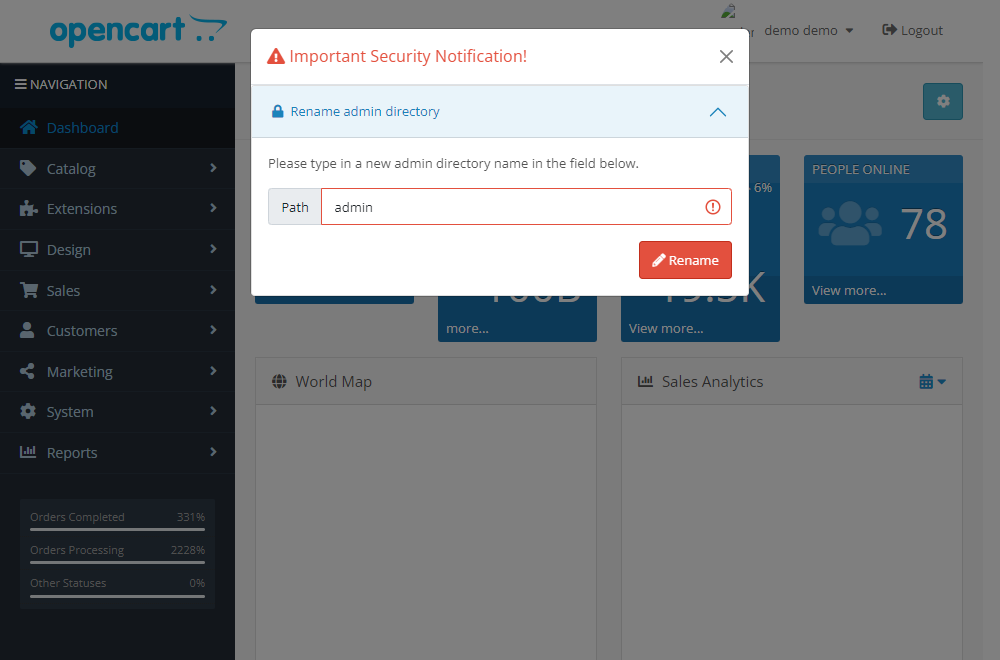 opencart
demo demo
Logout
Important Security Notification!
NAVIGATION
Rename admin directory
Dashboard
Catalog
Extensions
Design
Sales
Customers
Marketing
System
Reports
Please type in a new admin directory name in the field below.
Path admin
Rename
6%
PEOPLE ONLINE
78
View more...
more...
View more...
World Map
Sales Analytics
Orders Completed 331%
Orders Processing 2228%
Other Statuses 0%